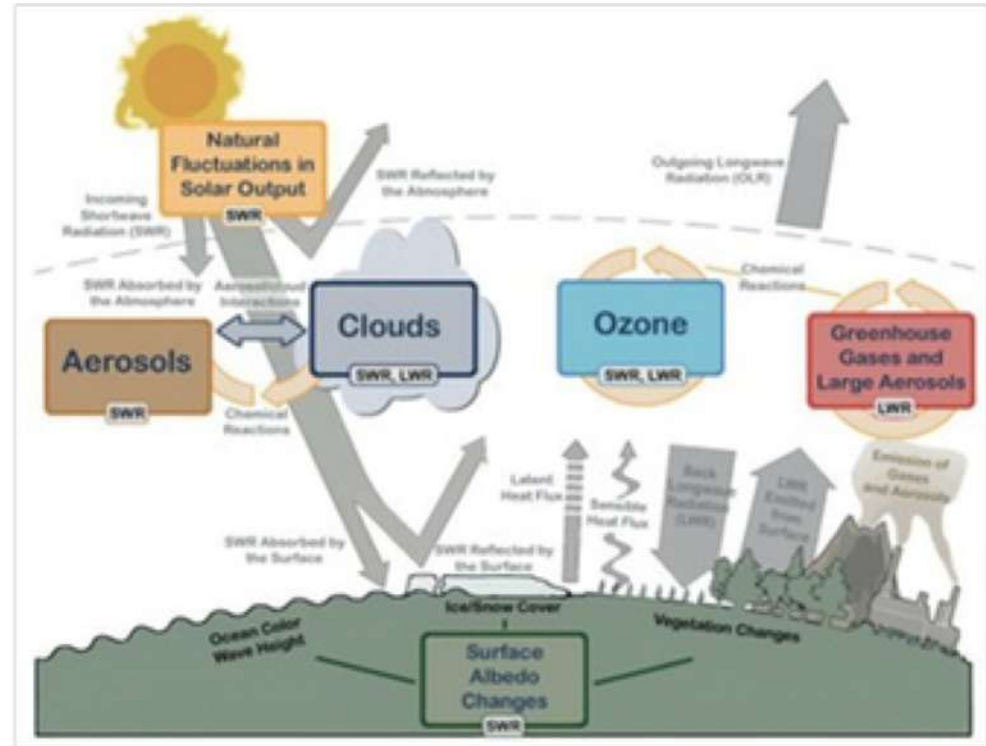 Natural
Fluctuations in
Solar Output
SWR
Incoming
Shortwave
Radiation (SWR)
SWR Reflected by
the Atmosphere
Outgoing Longwave
Radiation (OLR)
SWR Absorbed by
the Atmosphere
Aerosol/cloud
Interactions
Chemical
Reactions
Aerosols
SWR
Clouds
SWR, LWR
Ozone
SWR, LWR
Greenhouse
Gases and
Large Aerosols
LWR
Chemical
Reactions
Emission of
Gases
and Aerosols
Latent
Heat Flux
Sensible
Heat Flux
Back
Longwave
Radiation
(LWR)
LWR
Emitted
from
Surface
SWR Absorbed by
the Surface
SWR Reflected by
the Surface
Ice/Snow Cover
Ocean Color
Wave Height
Vegetation Changes
Surface
Albedo
Changes
SWR